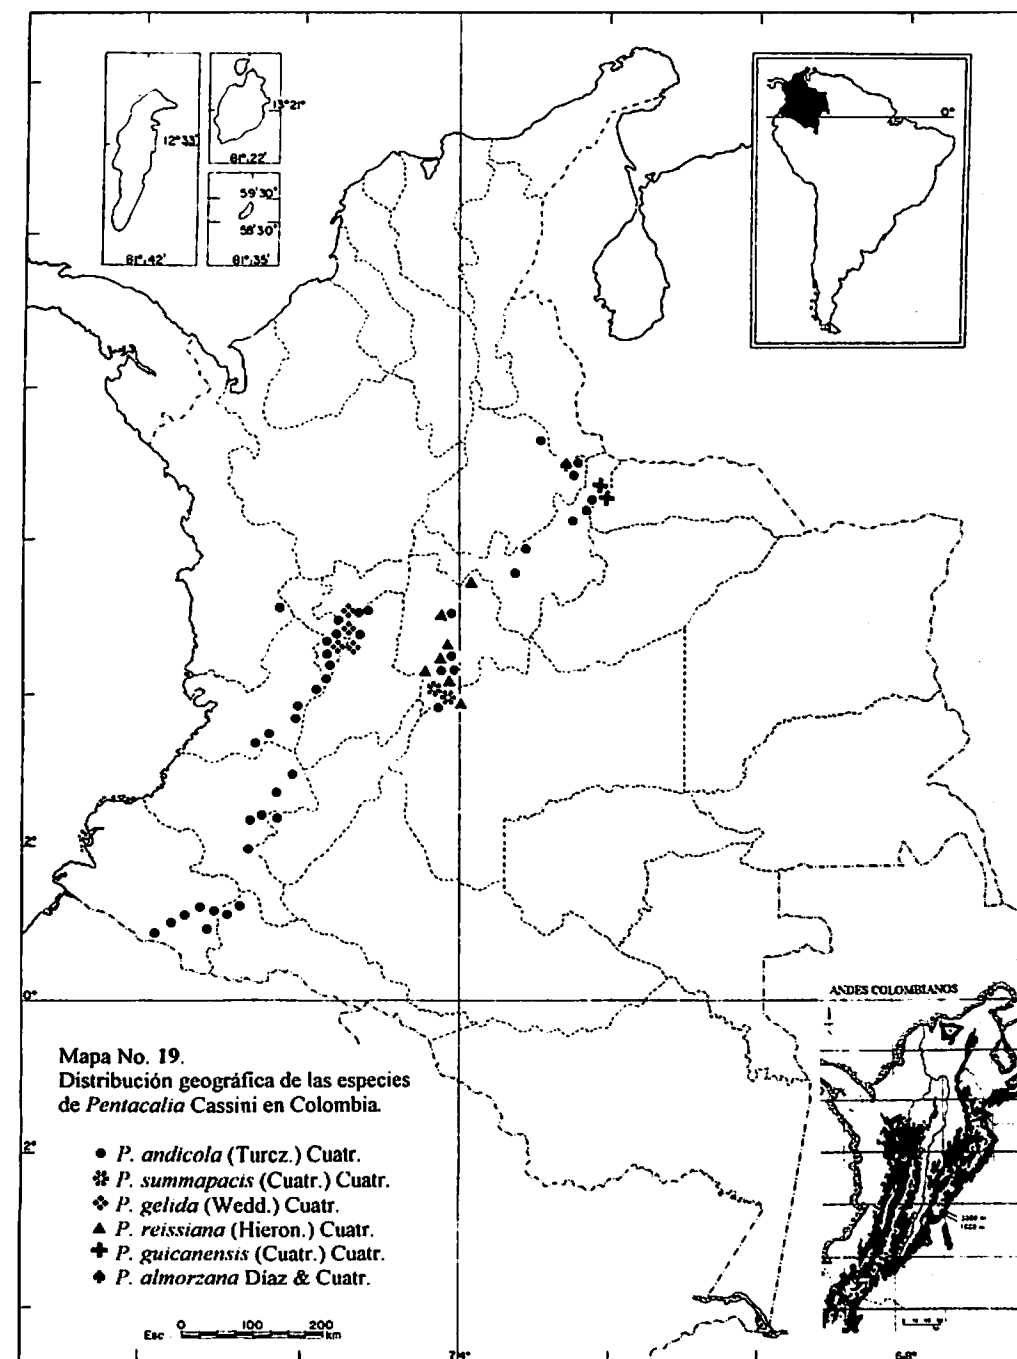 12°33'
81°.42'
13°21'
81°.22'
59'30"
58'30"
81°.35'
0°
2°
0°
ANDES COLOMBIANOS
Mapa No. 19.
Distribución geográfica de las especies
de Pentacalia Cassini en Colombia.
P. andicola (Turcz.) Cuatr.
P. summapacis (Cuatr.) Cuatr.
P. gelida (Wedd.) Cuatr.
P. reissiana (Hieron.) Cuatr.
P. guicanensis (Cuatr.) Cuatr.
P. almorzana Díaz & Cuatr.
2°
Esc 0 100 200
km
74°
68°